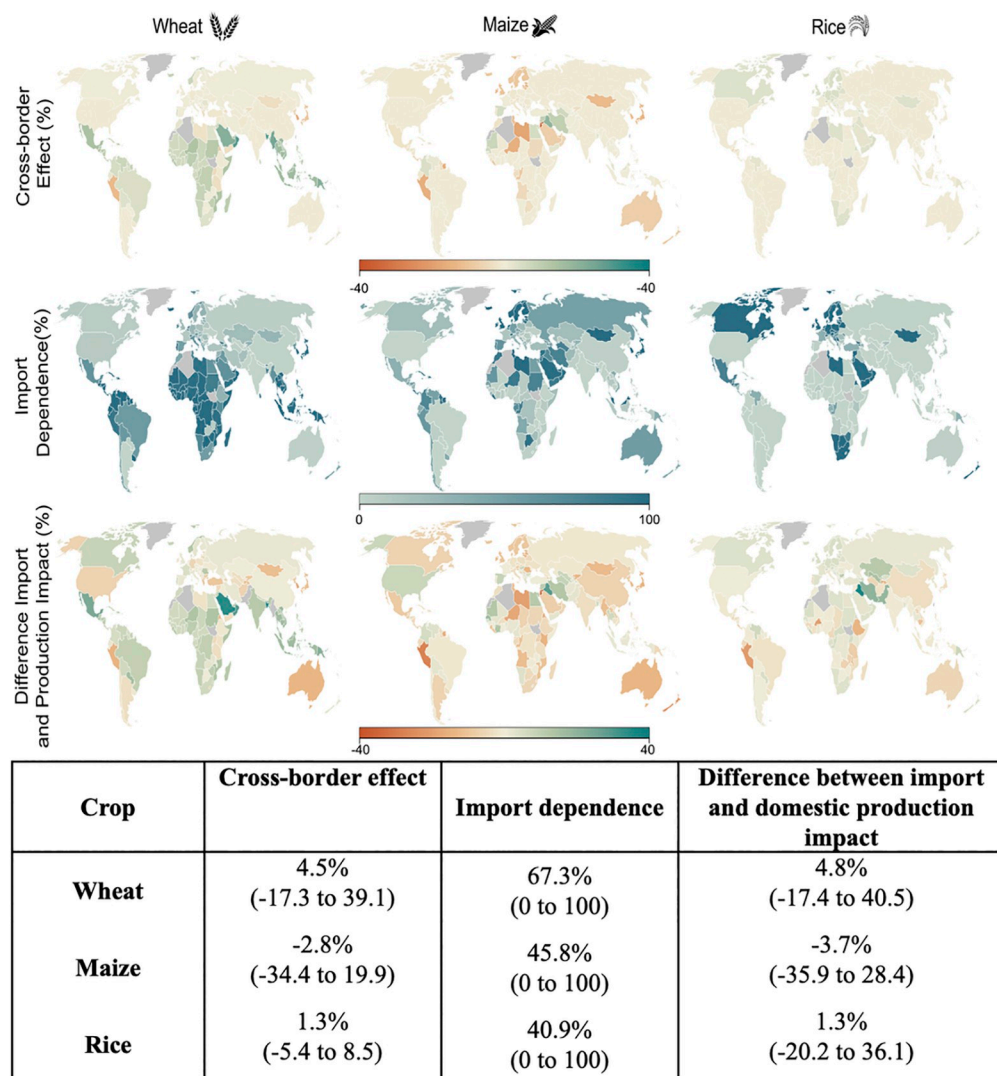 Wheat
Maize
Rice
Cross-border
Effect (%)
-40
-40
Import
Dependence(%)
0
100
Difference Import
and Production Impact (%)
-40
40
Crop
Cross-border effect
Import dependence
Difference between import
and domestic production
impact
Wheat
4.5%
(-17.3 to 39.1)
67.3%
(0 to 100)
4.8%
(-17.4 to 40.5)
Maize
-2.8%
(-34.4 to 19.9)
45.8%
(0 to 100)
-3.7%
(-35.9 to 28.4)
Rice
1.3%
(-5.4 to 8.5)
40.9%
(0 to 100)
1.3%
(-20.2 to 36.1)